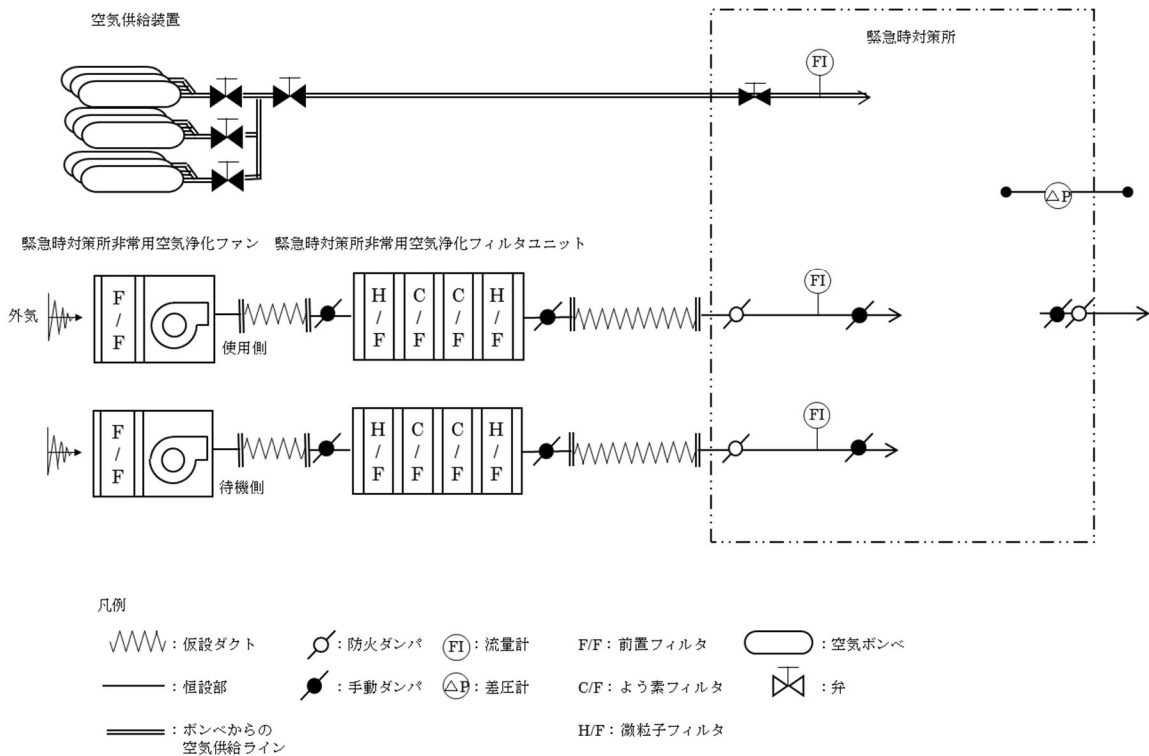 空気供給装置
緊急時対策所
FI
△P
緊急時対策所非常用空気浄化ファン 緊急時対策所非常用空気浄化フィルタユニット
外気
F/F
H/F
C/F
C/F
H/F
FI
使用側
F/F
H/F
C/F
C/F
H/F
FI
待機側
凡例
：仮設ダクト
：防火ダンパ
FI：流量計
F/F：前置フィルタ
：空気ボンベ
：恒設部
：手動ダンパ
△P：差圧計
C/F：よう素フィルタ
：弁
：ボンベからの
空気供給ライン
H/F：微粒子フィルタ